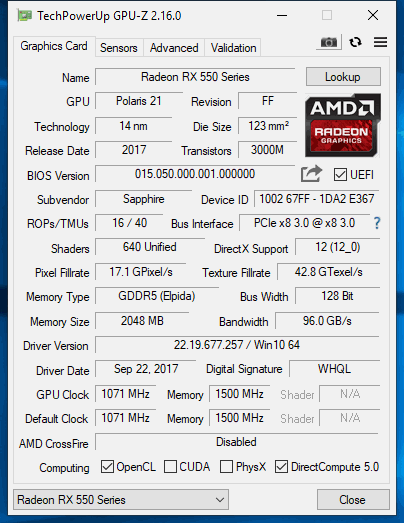 TechPowerUp GPU-Z 2.16.0
Graphics Card Sensors Advanced Validation
Name Radeon RX 550 Series Lookup
GPU Polaris 21 Revision FF
Technology 14 nm Die Size 123 mm²
Release Date 2017 Transistors 3000M
AMD
RADEON
GRAPHICS
BIOS Version 015.050.000.001.000000 UEFI
Subvendor Sapphire Device ID 1002 67FF - 1DA2 E367
ROPs/TMUs 16 / 40 Bus Interface PCIe x8 3.0 @ x8 3.0 ?
Shaders 640 Unified DirectX Support 12 (12_0)
Pixel Fillrate 17.1 GPixel/s Texture Fillrate 42.8 GTexel/s
Memory Type GDDR5 (Elpida) Bus Width 128 Bit
Memory Size 2048 MB Bandwidth 96.0 GB/s
Driver Version 22.19.677.257 / Win10 64
Driver Date Sep 22, 2017 Digital Signature WHQL
GPU Clock 1071 MHz Memory 1500 MHz Shader N/A
Default Clock 1071 MHz Memory 1500 MHz Shader N/A
AMD CrossFire Disabled
Computing OpenCL CUDA PhysX DirectCompute 5.0
Radeon RX 550 Series Close